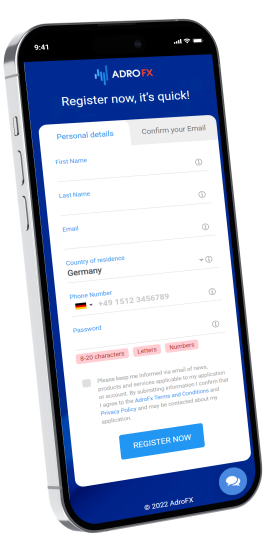 9:41
ADROFX
Register now, it's quick!
Personal details
Confirm your Email
First Name
Last Name
Email
Country of residence
Germany
Phone Number
+49 1512 3456789
Password
8-20 characters
Letters
Numbers
Please keep me informed via email of news,
products and services applicable to my application
or account. By submitting information I confirm that
I agree to the AdroFx Terms and Conditions and
Privacy Policy and may be contacted about my
application.
REGISTER NOW
© 2022 AdroFX